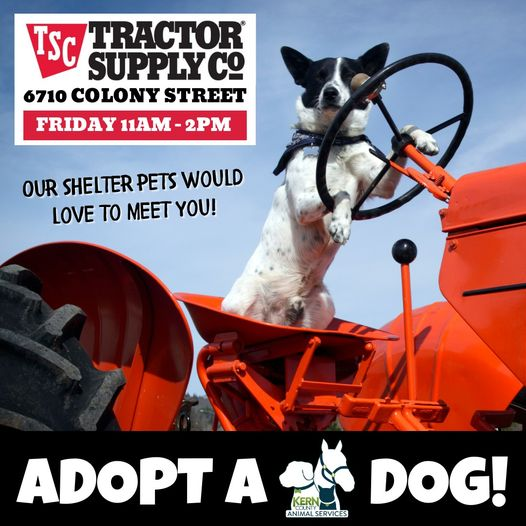 TSC TRACTOR
SUPPLY CO
6710 COLONY STREET
FRIDAY 11AM - 2PM
OUR SHELTER PETS WOULD
LOVE TO MEET YOU!
ADOPT A DOG!
KERN
COUNTY
ANIMAL SERVICES